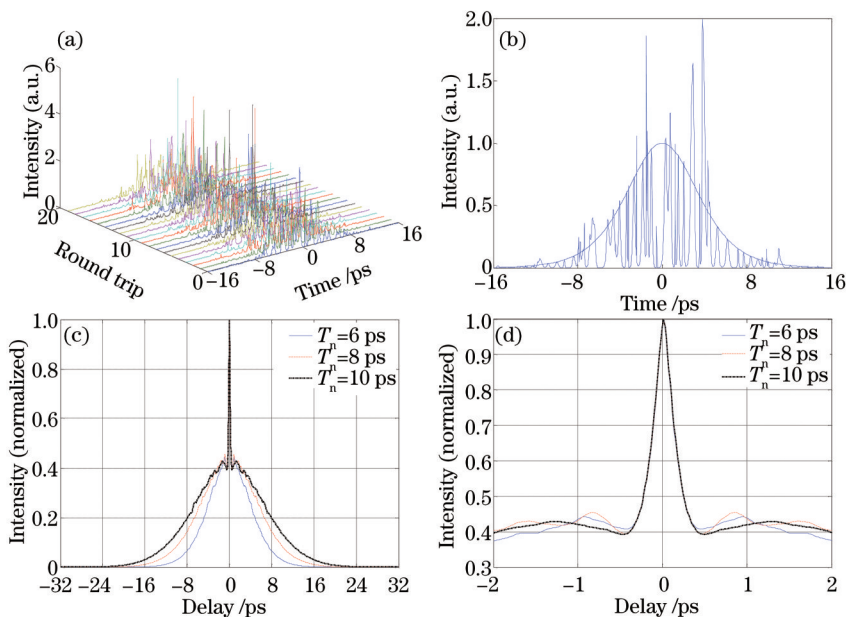 (a)
Intensity (a.u.)
6
4
2
0
20
10
0
Round trip
−16
−8
0
8
16
Time /ps
(b)
Intensity (a.u.)
2.0
1.5
1.0
0.5
0
−16
−8
0
8
16
Time /ps
(c)
Intensity (normalized)
1.0
0.8
0.6
0.4
0.2
0
−32 −24 −16 −8 0 8 16 24 32
Delay /ps
Tn=6 ps
Tn=8 ps
Tn=10 ps
(d)
Intensity (normalized)
1.0
0.9
0.8
0.7
0.6
0.5
0.4
0.3
−2 −1 0 1 2
Delay /ps
Tn=6 ps
Tn=8 ps
Tn=10 ps